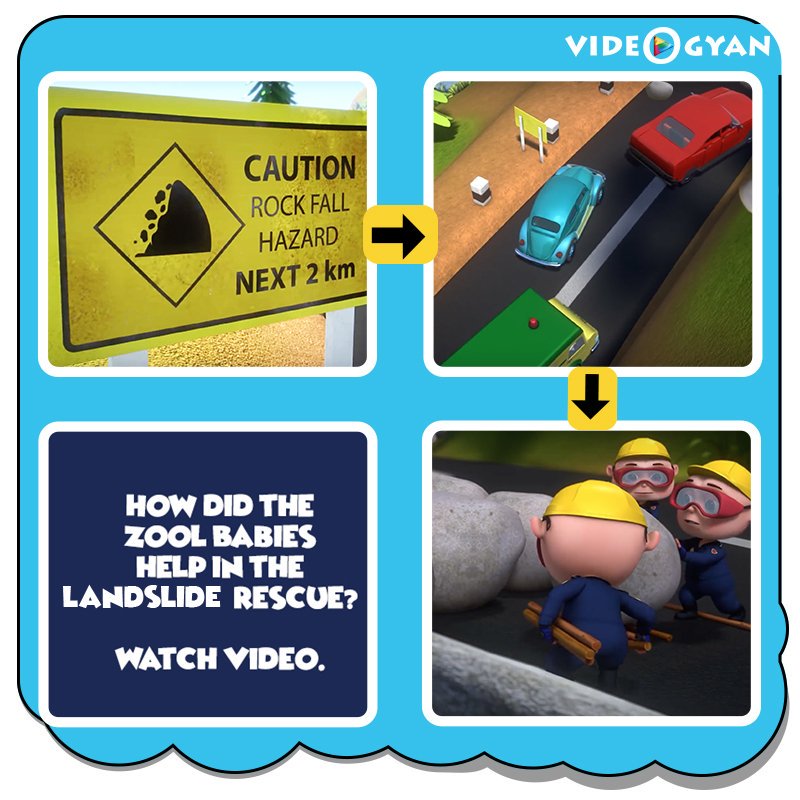 VIDEOGYAN
CAUTION
ROCK FALL
HAZARD
NEXT 2 km
HOW DID THE
ZOOL BABIES
HELP IN THE
LANDSLIDE RESCUE?
WATCH VIDEO.